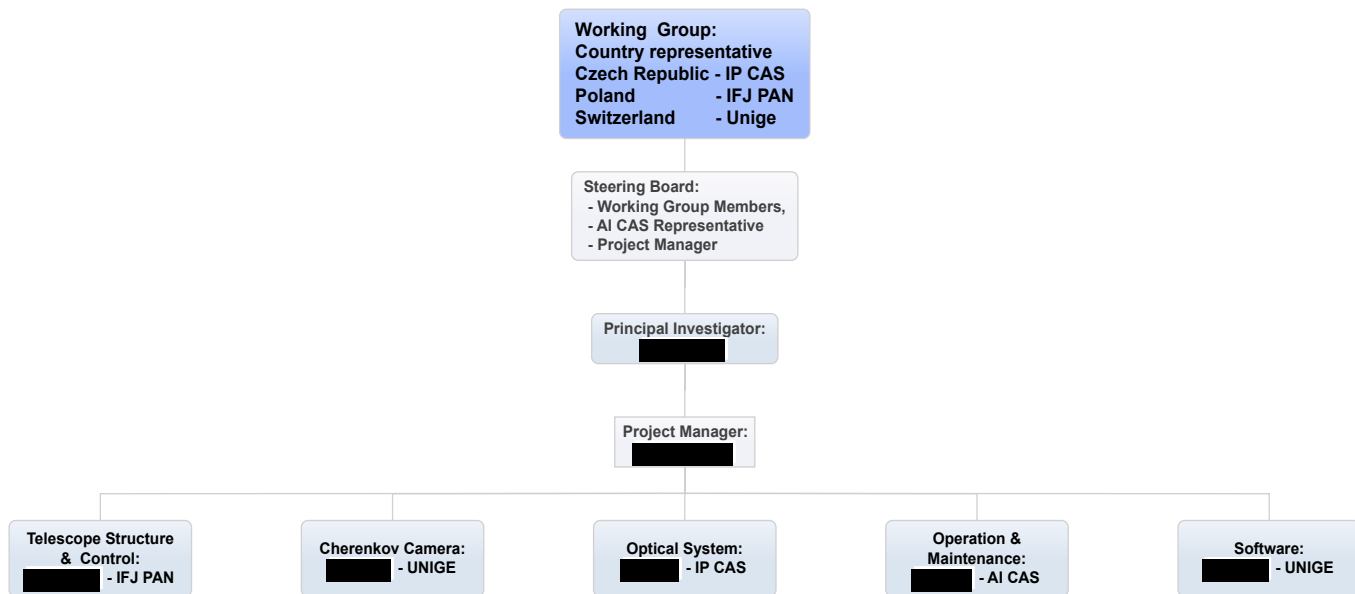 Working Group:
Country representative
Czech Republic - IP CAS
Poland - IFJ PAN
Switzerland - Unige
Steering Board:
- Working Group Members,
- AI CAS Representative
- Project Manager
Principal Investigator:
Project Manager:
Telescope Structure
& Control:
- IFJ PAN
Cherenkov Camera:
- UNIGE
Optical System:
- IP CAS
Operation &
Maintenance:
- AI CAS
Software:
- UNIGE